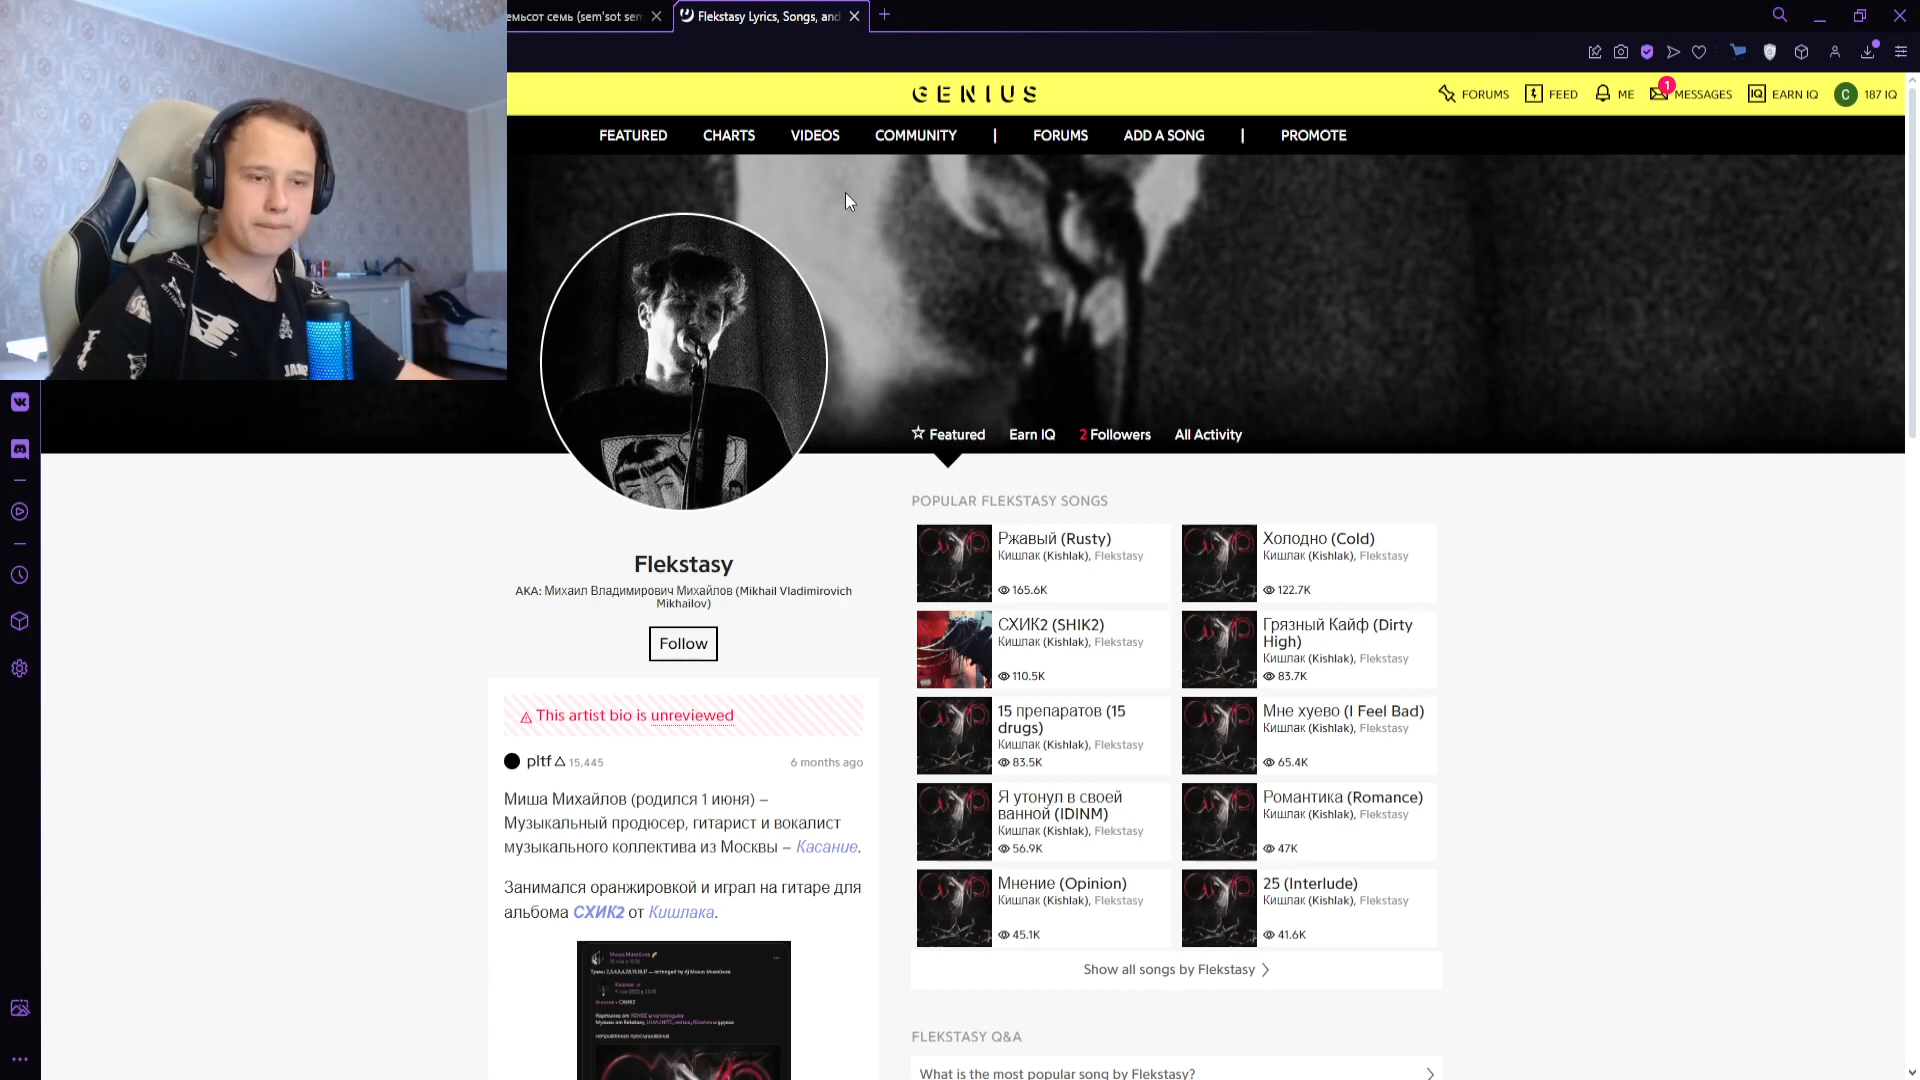 емьсот семь (sem'sot sem
Flekstasy Lyrics, Songs, and
GENIUS
FORUMS
FEED
ME
1
MESSAGES
IQ
EARN IQ
C
187 IQ
FEATURED
CHARTS
VIDEOS
COMMUNITY
|
FORUMS
ADD A SONG
|
PROMOTE
Featured
Earn IQ
2 Followers
All Activity
Flekstasy
AKA: Михаил Владимирович Михайлов (Mikhail Vladimirovich
Mikhailov)
Follow
This artist bio is unreviewed
pltf 15,445
6 months ago
Миша Михайлов (родился 1 июня) –
Музыкальный продюсер, гитарист и вокалист
музыкального коллектива из Москвы – Касание.
Занимался оранжировкой и играл на гитаре для
альбома СХИК2 от Кишлака.
POPULAR FLEKSTASY SONGS
Ржавый (Rusty)
Кишлак (Kishlak), Flekstasy
165.6K
Холодно (Cold)
Кишлак (Kishlak), Flekstasy
122.7K
СХИК2 (SHIK2)
Кишлак (Kishlak), Flekstasy
110.5K
Грязный Кайф (Dirty
High)
Кишлак (Kishlak), Flekstasy
83.7K
15 препаратов (15
drugs)
Кишлак (Kishlak), Flekstasy
83.5K
Мне хуево (I Feel Bad)
Кишлак (Kishlak), Flekstasy
65.4K
Я утонул в своей
ванной (IDINM)
Кишлак (Kishlak), Flekstasy
56.9K
Романтика (Romance)
Кишлак (Kishlak), Flekstasy
47K
Мнение (Opinion)
Кишлак (Kishlak), Flekstasy
45.1K
25 (Interlude)
Кишлак (Kishlak), Flekstasy
41.6K
Show all songs by Flekstasy
FLEKSTASY Q&A
What is the most popular song by Flekstasy?